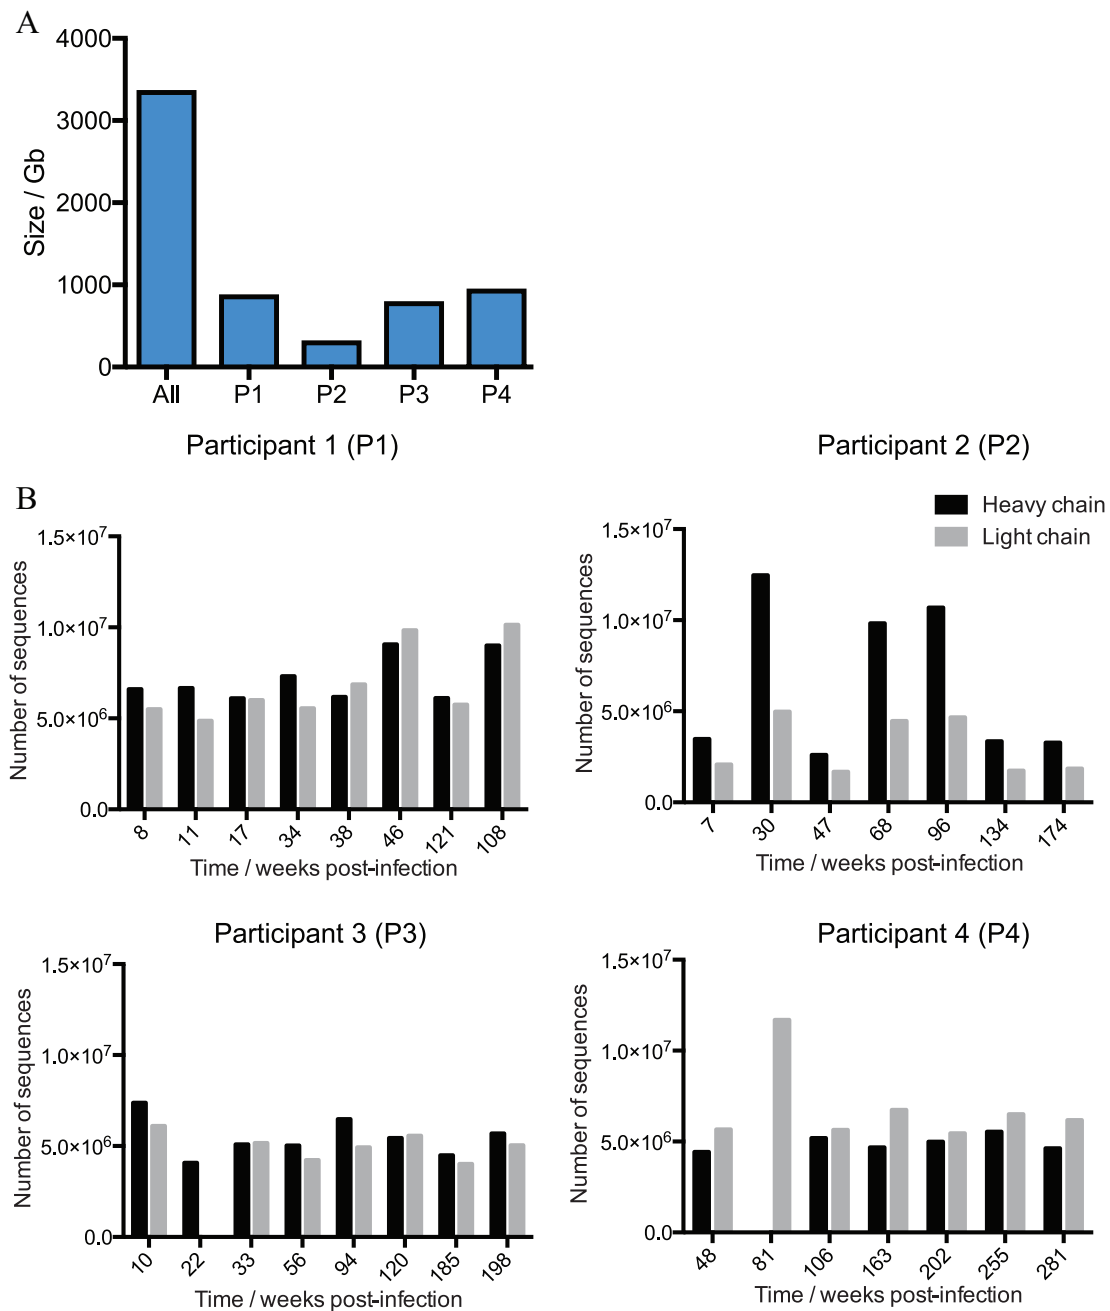 A
4000
3000
2000
1000
0
Size / Gb
All P1 P2 P3 P4
Participant 1 (P1)
Participant 2 (P2)
B
Heavy chain
Light chain
1.5×10⁷
1.0×10⁷
5.0×10⁶
0.0
Number of sequences
8 11 17 34 38 46 121 108
Time / weeks post-infection
1.5×10⁷
1.0×10⁷
5.0×10⁶
0.0
Number of sequences
7 30 47 68 96 134 174
Time / weeks post-infection
Participant 3 (P3)
1.5×10⁷
1.0×10⁷
5.0×10⁶
0.0
Number of sequences
10 22 33 56 94 120 185 198
Time / weeks post-infection
Participant 4 (P4)
1.5×10⁷
1.0×10⁷
5.0×10⁶
0.0
Number of sequences
48 81 106 163 202 255 281
Time / weeks post-infection